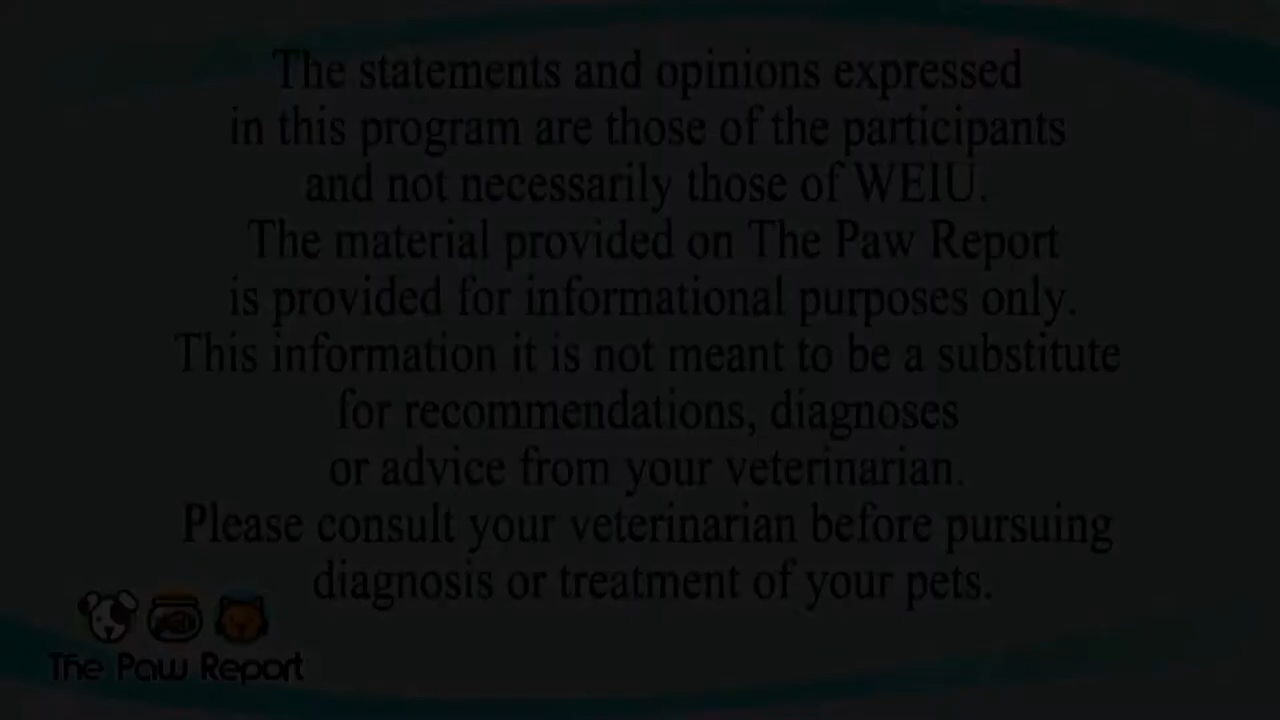 The statements and opinions expressed
in this program are those of the participants
and not necessarily those of WEIU.
The material provided on The Paw Report
is provided for informational purposes only.
This information it is not meant to be a substitute
for recommendations, diagnoses
or advice from your veterinarian.
Please consult your veterinarian before pursuing
diagnosis or treatment of your pets.
The Paw Report